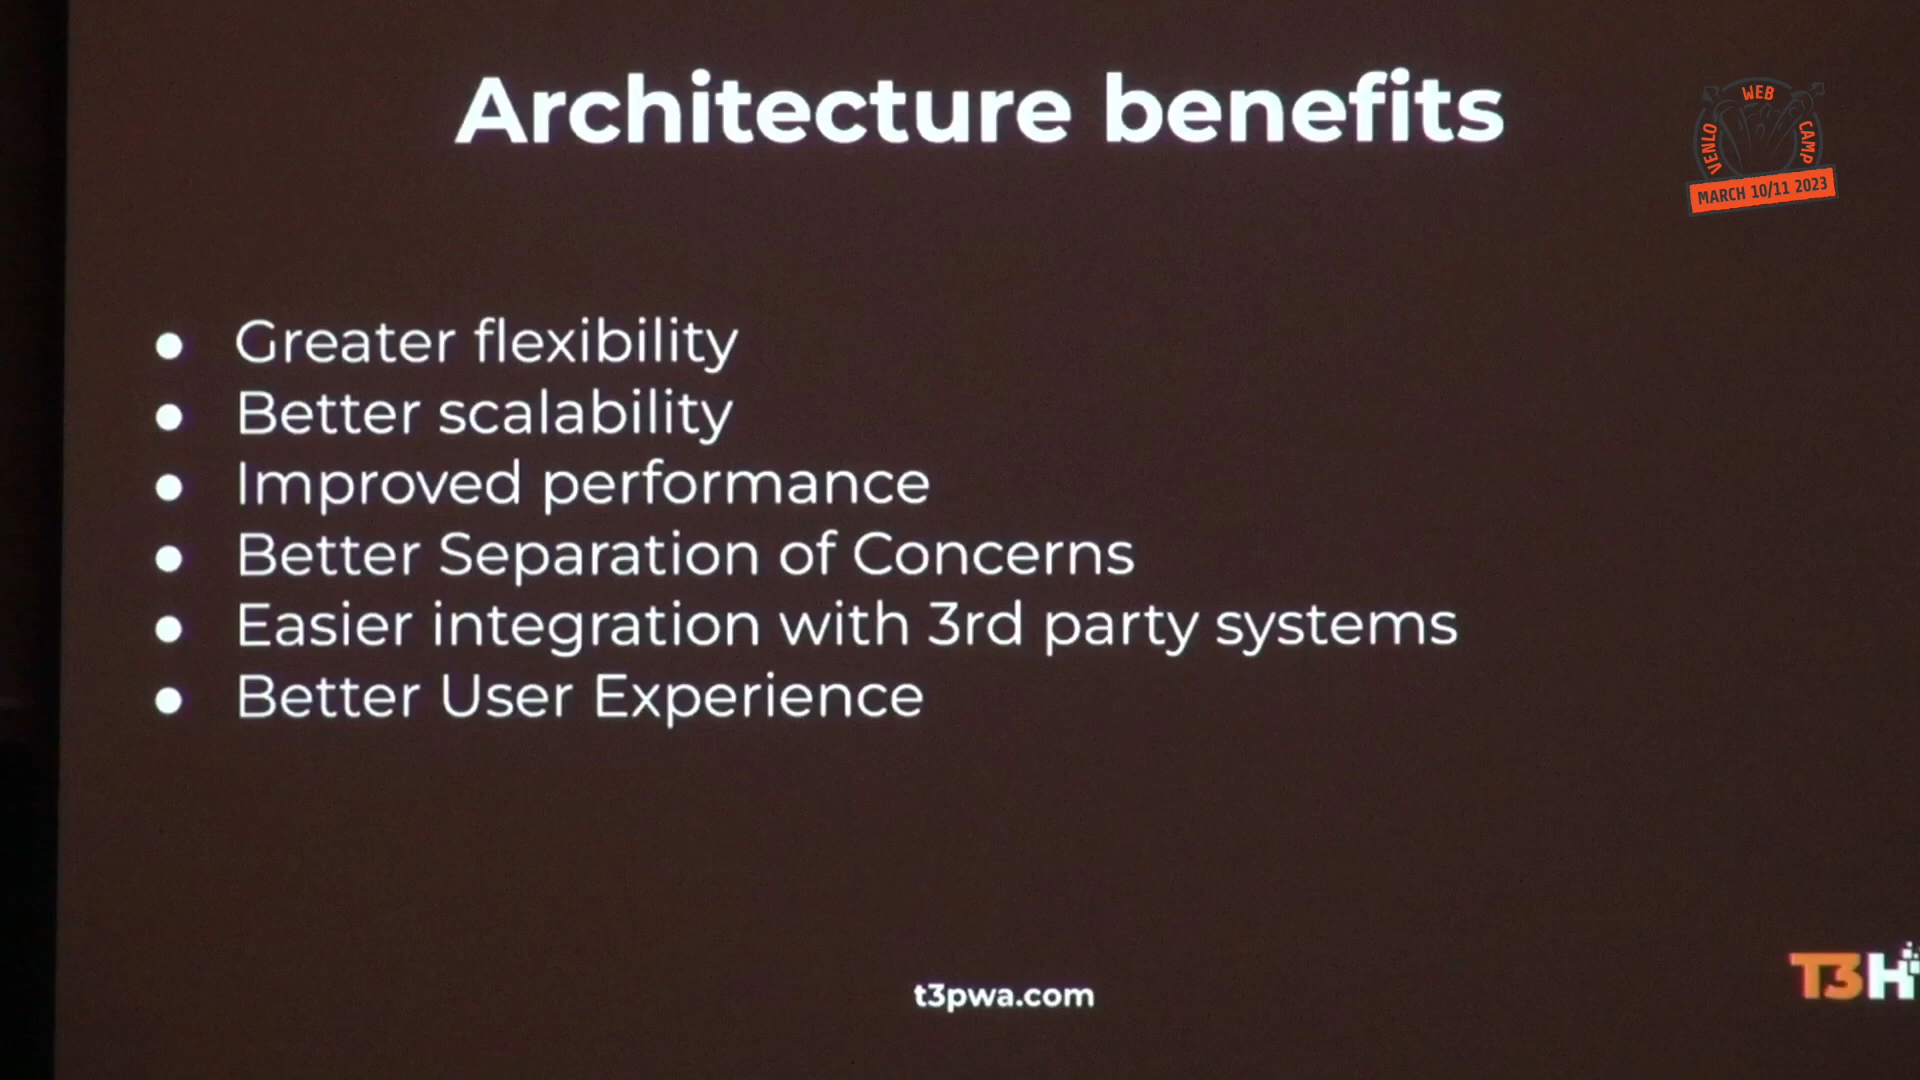 Architecture benefits
WEB
VENLO
CAMP
MARCH 10/11 2023
● Greater flexibility
● Better scalability
● Improved performance
● Better Separation of Concerns
● Easier integration with 3rd party systems
● Better User Experience
t3pwa.com
T3H